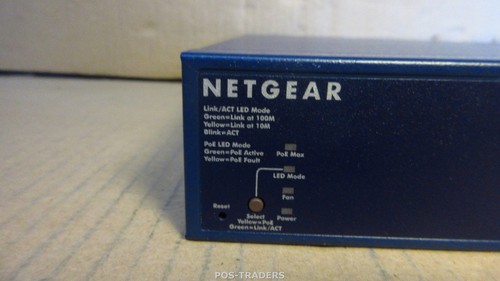 NETGEAR
Link/ACT LED Mode
Green=Link at 100M
Yellow=Link at 10M
Blink=ACT
PoE LED Mode
Green=PoE Active
Yellow=PoE Fault
PoE Max
LED Mode
Fan
Reset
Select
Yellow=PoE
Green=Link/ACT
Power
POS-TRADERS